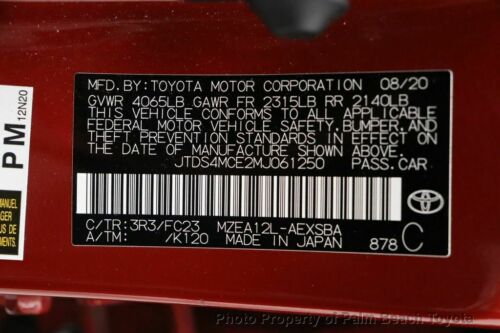 MFD. BY: TOYOTA MOTOR CORPORATION 08/20
GVWR 4065LB GAWR FR 2315LB RR 2140LB
THIS VEHICLE CONFORMS TO ALL APPLICABLE
FEDERAL MOTOR VEHICLE SAFETY, BUMPER, AND
THEFT PREVENTION STANDARDS IN EFFECT ON
THE DATE OF MANUFACTURE SHOWN ABOVE.
JTDS4MCE2MJ061250 PASS.CAR
C/TR: 3R3/FC23 MZEA12L-AEXSBA
A/TM: /K120 MADE IN JAPAN 878 C
TOYOTA
PM
12N20
MANUEL
Photo Property of Palm Beach Toyota